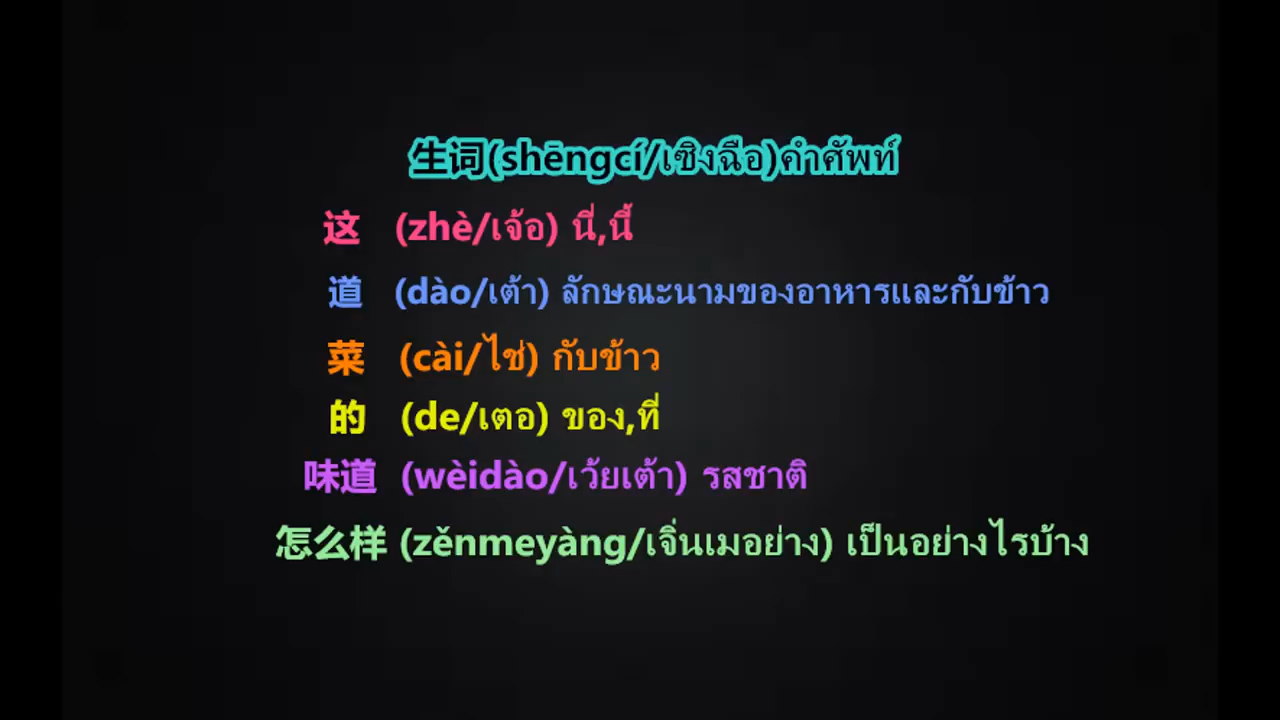 生词(shēngcí/เซิงฉือ)คำศัพท์
这 (zhè/เจ้อ) นี่,นี้
道 (dào/เต้า) ลักษณะนามของอาหารและกับข้าว
菜 (cài/ไช่) กับข้าว
的 (de/เตอ) ของ,ที่
味道 (wèidào/เว้ยเต้า) รสชาติ
怎么样 (zěnmeyàng/เจิ่นเมอย่าง) เป็นอย่างไรบ้าง